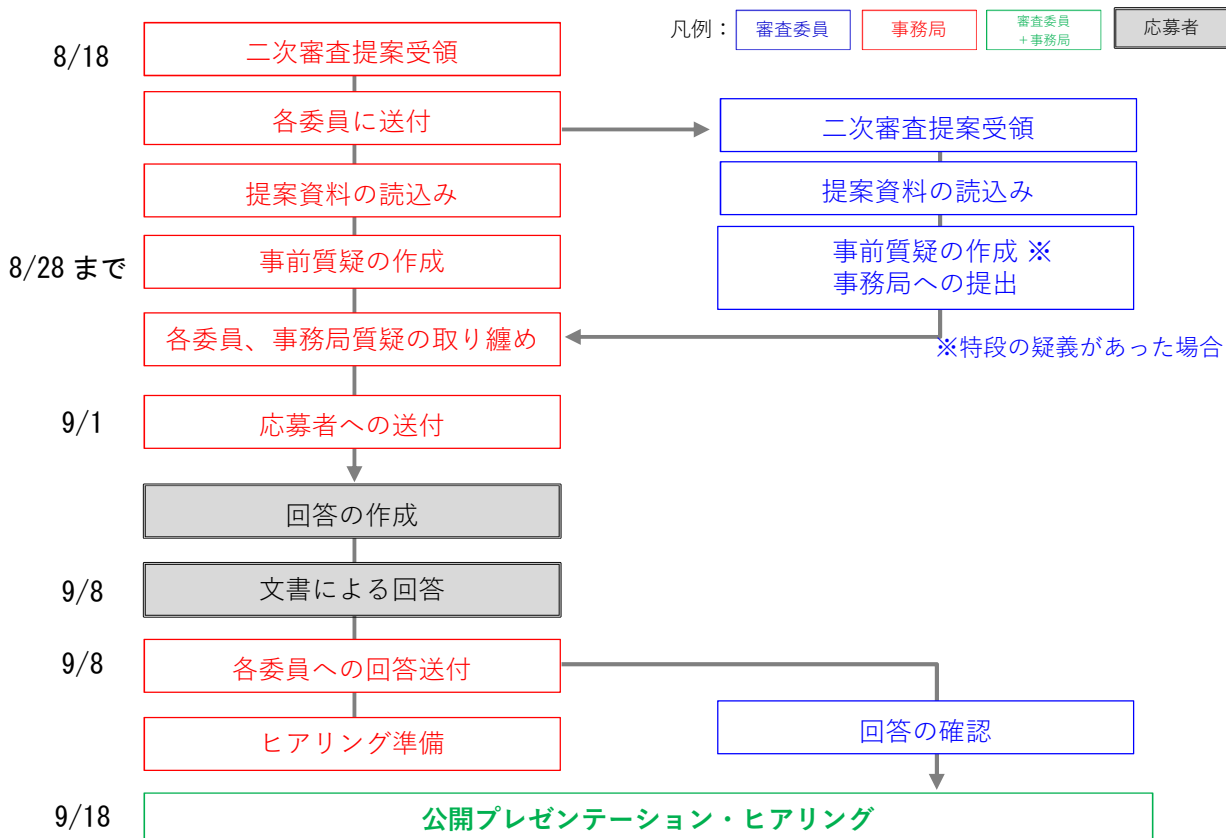 凡例：
審査委員
事務局
審査委員
+事務局
応募者
8/18
二次審査提案受領
各委員に送付
二次審査提案受領
提案資料の読込み
提案資料の読込み
8/28 まで
事前質疑の作成
事前質疑の作成 ※
事務局への提出
各委員、事務局質疑の取り纏め
※特段の疑義があった場合
9/1
応募者への送付
回答の作成
9/8
文書による回答
9/8
各委員への回答送付
ヒアリング準備
回答の確認
9/18
公開プレゼンテーション・ヒアリング